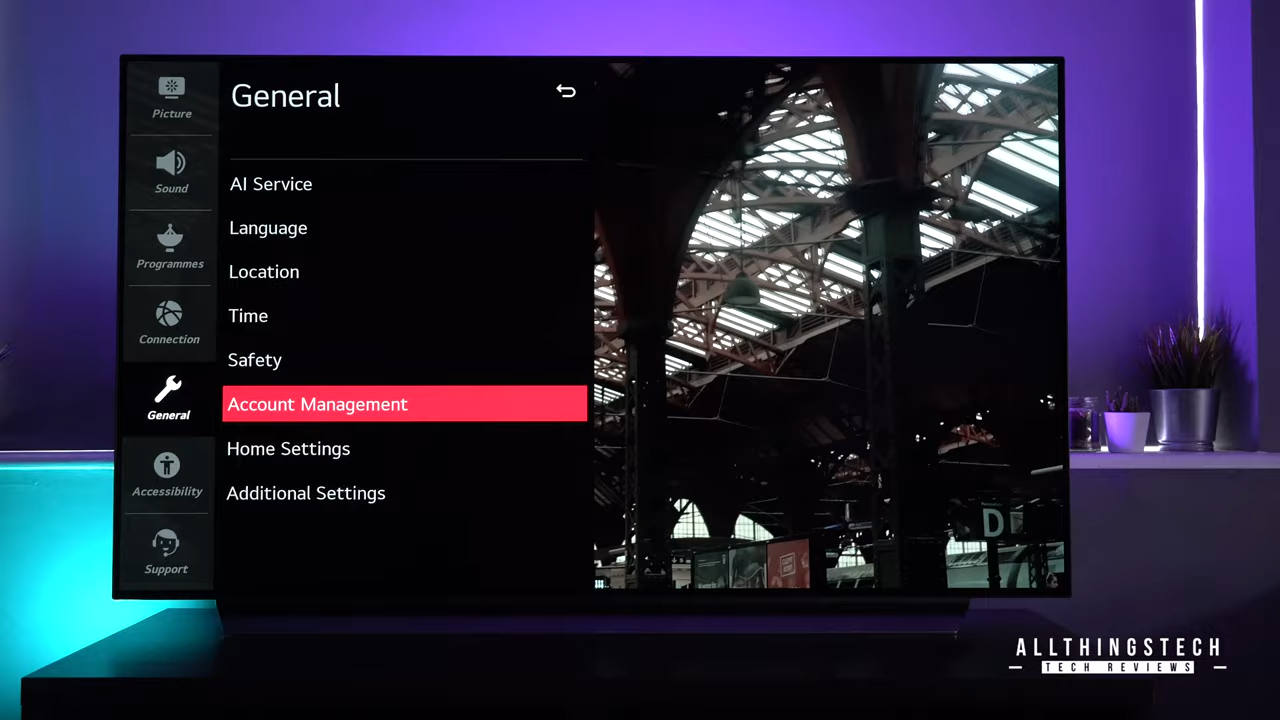 Picture
Sound
Programmes
Connection
General
Accessibility
Support
General
AI Service
Language
Location
Time
Safety
Account Management
Home Settings
Additional Settings
D
ALLTHINGSTECH
TECH REVIEWS